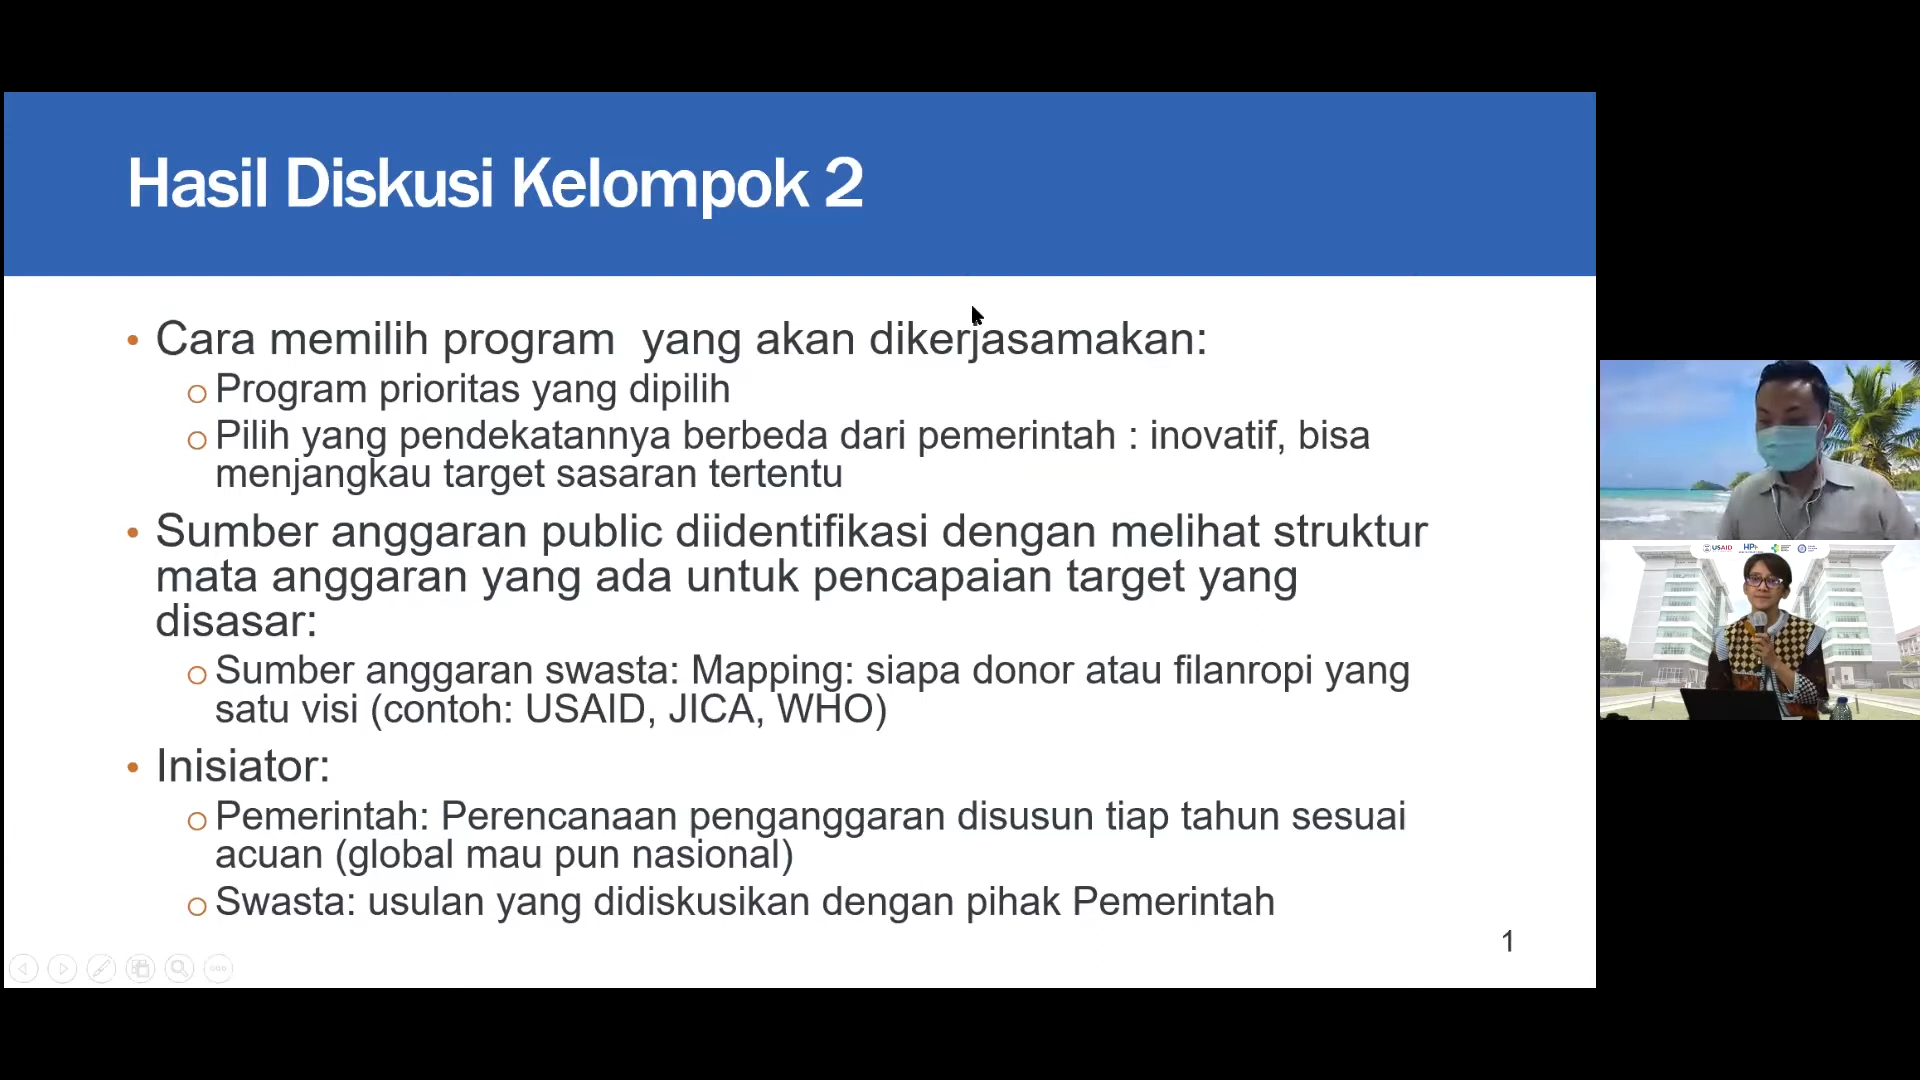 Hasil Diskusi Kelompok 2
• Cara memilih program yang akan dikerjasamakan:
o Program prioritas yang dipilih
o Pilih yang pendekatannya berbeda dari pemerintah : inovatif, bisa
menjangkau target sasaran tertentu
• Sumber anggaran public diidentifikasi dengan melihat struktur
mata anggaran yang ada untuk pencapaian target yang
disasar:
o Sumber anggaran swasta: Mapping: siapa donor atau filanropi yang
satu visi (contoh: USAID, JICA, WHO)
• Inisiator:
o Pemerintah: Perencanaan penganggaran disusun tiap tahun sesuai
acuan (global mau pun nasional)
o Swasta: usulan yang didiskusikan dengan pihak Pemerintah
1
USAID HP+